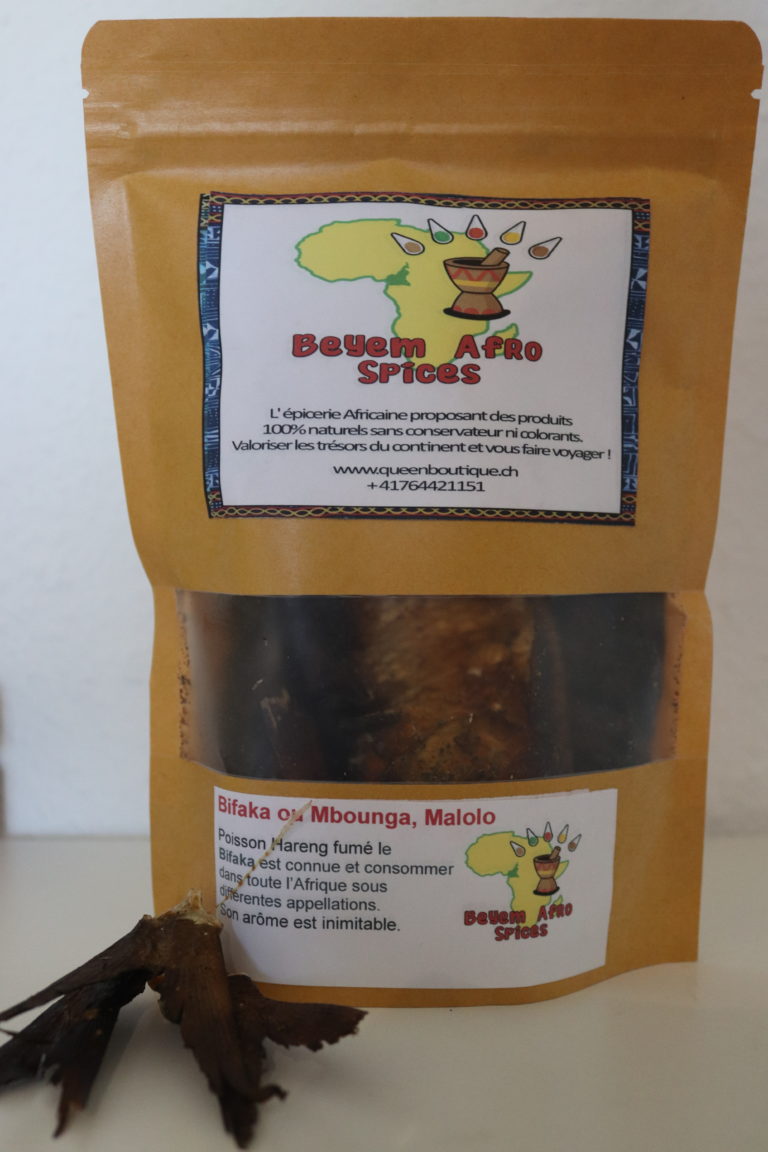 Beyem Afro
Spices
L' épicerie Africaine proposant des produits
100% naturels sans conservateur ni colorants.
Valoriser les trésors du continent et vous faire voyager !
www.queenboutique.ch
+41764421151
Bifaka ou Mbounga, Malolo
Poisson Hareng fumé le
Bifaka est connue et consommer
dans toute l'Afrique sous
différentes appellations.
Son arôme est inimitable.
Beyem Afro
Spices